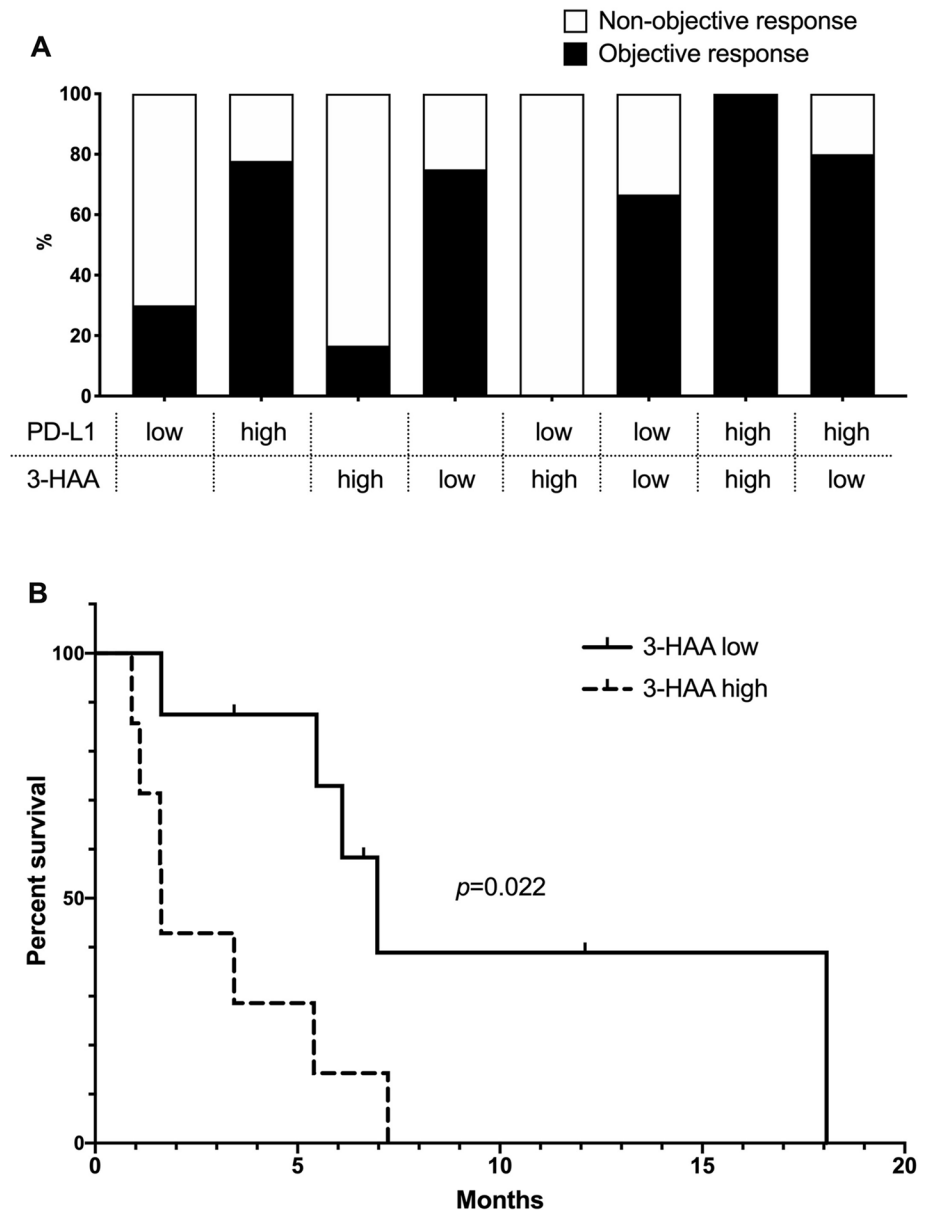 Non-objective response
Objective response
A
100
80
60
40
20
0
%
PD-L1 low high low low high high
3-HAA high low high low high low
B
3-HAA low
3-HAA high
100
50
0
Percent survival
p=0.022
0 5 10 15 20
Months